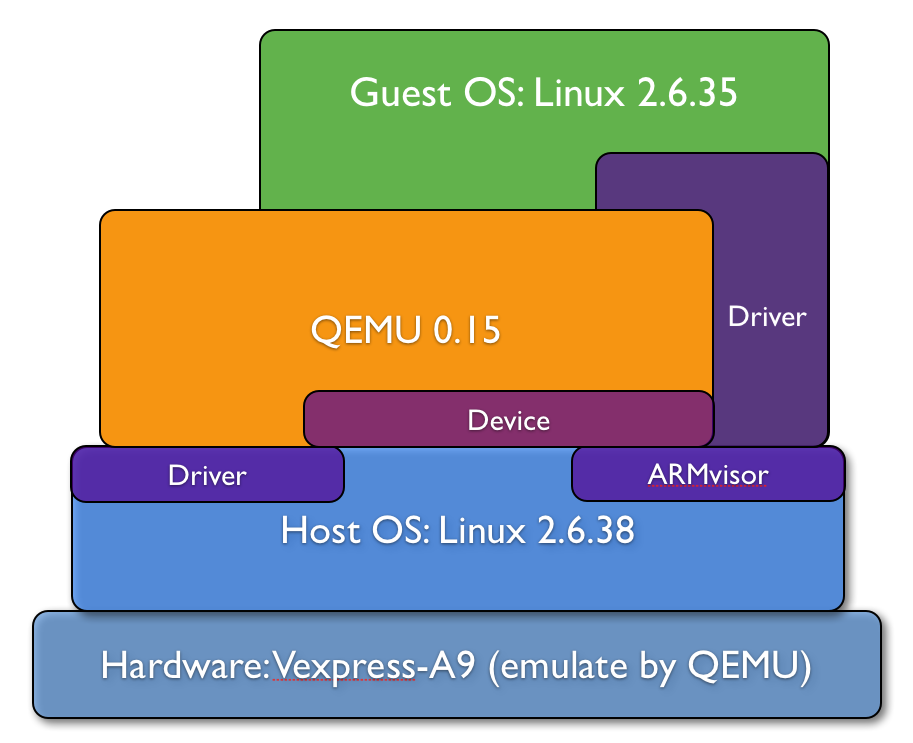 Guest OS: Linux 2.6.35
QEMU 0.15
Driver
Device
Driver
ARMvisor
Host OS: Linux 2.6.38
Hardware: Vexpress-A9 (emulate by QEMU)